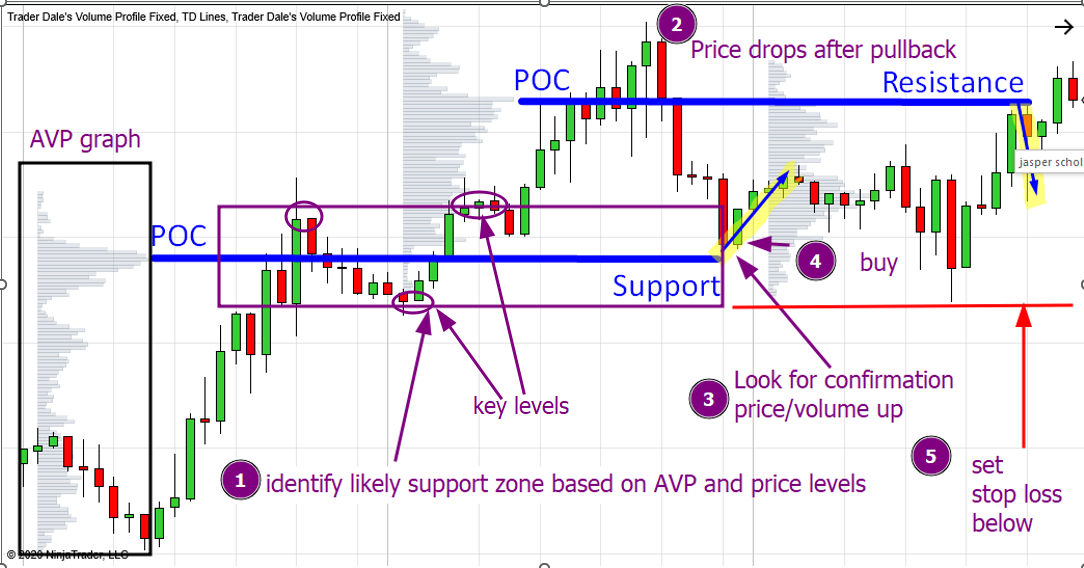 Trader Dale's Volume Profile Fixed, TD Lines, Trader Dale's Volume Profile Fixed
2
Price drops after pullback
POC
Resistance
AVP graph
jasper schol
POC
4
buy
Support
3
Look for confirmation
price/volume up
key levels
5
set
stop loss
below
1
identify likely support zone based on AVP and price levels
© 2020 NinjaTrader, LLC